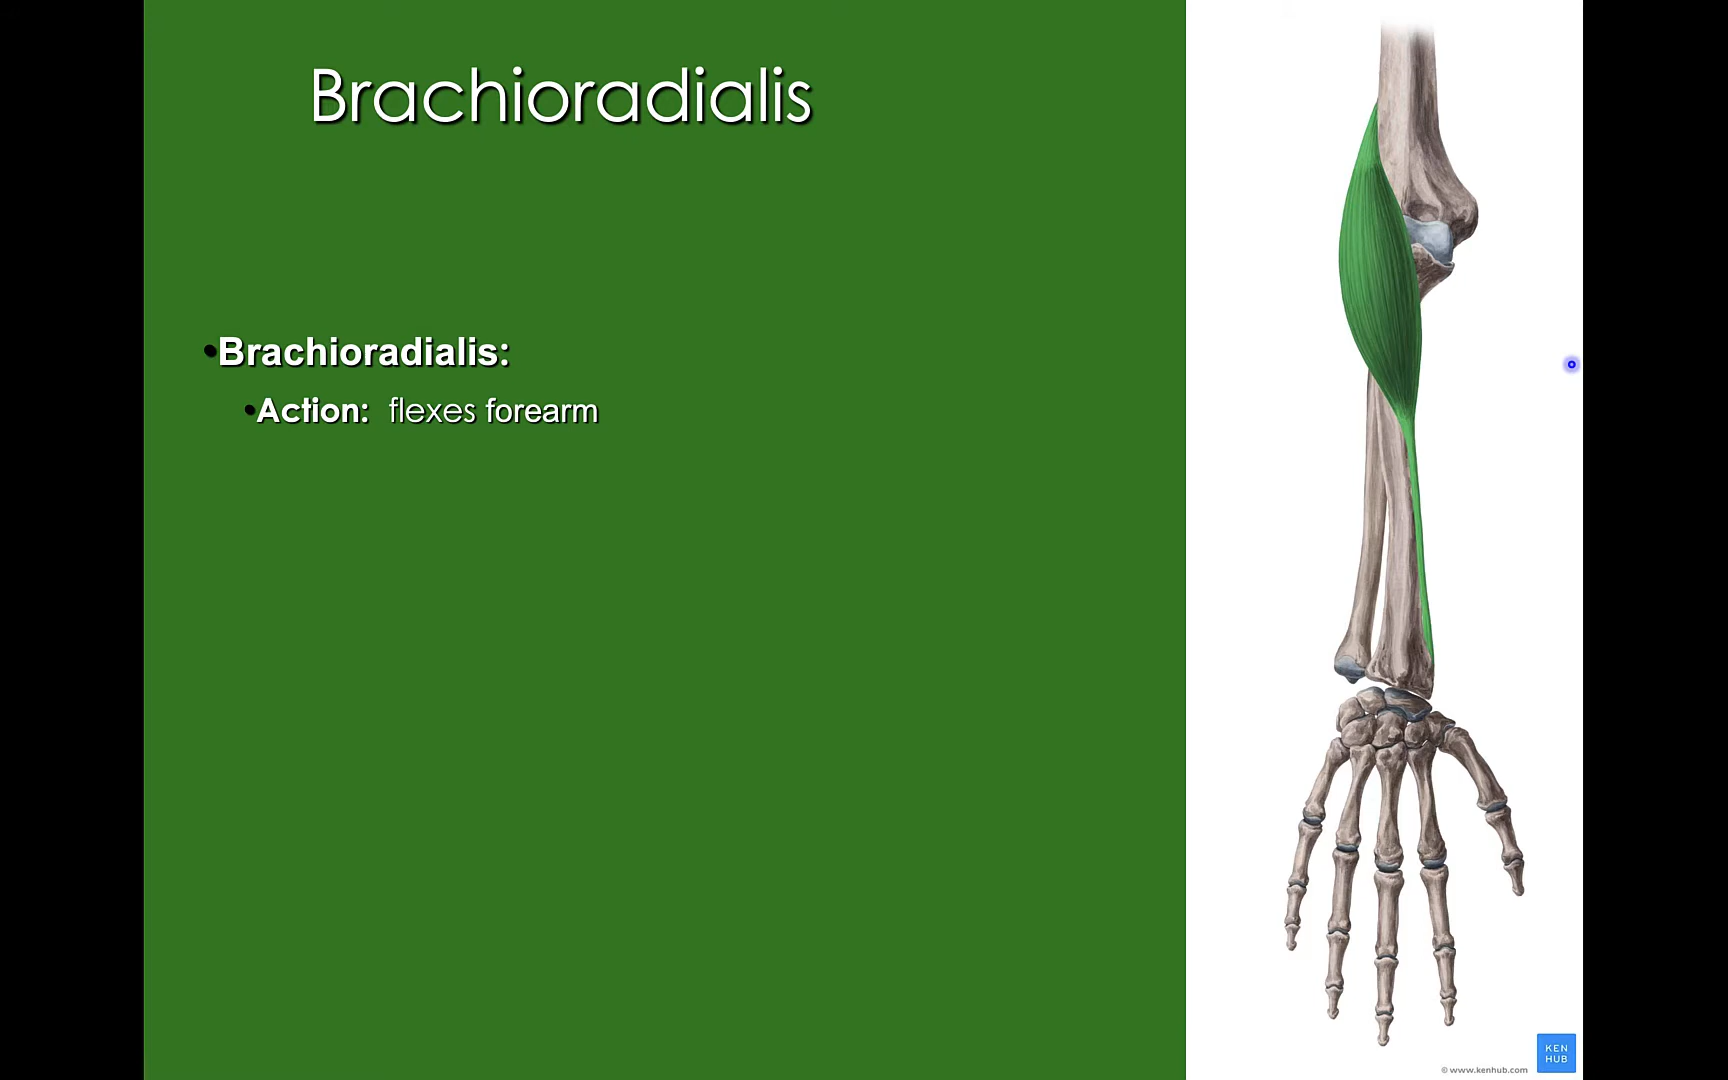 Brachioradialis
•Brachioradialis:
•Action: flexes forearm
KEN
HUB
© www.kenhub.com